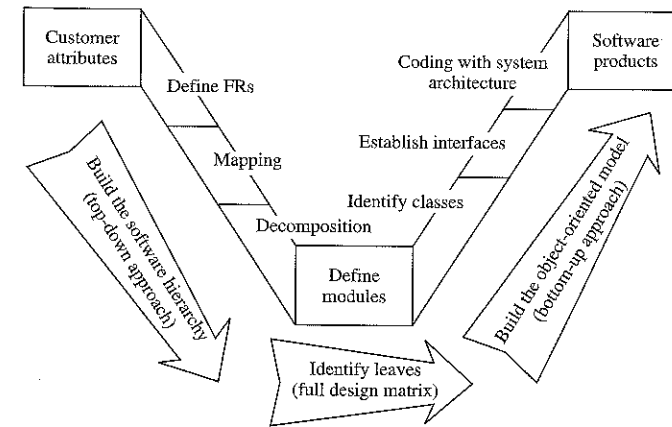 Customer
attributes
Define FRs
Mapping
Decomposition
Define
modules
Identify classes
Establish interfaces
Coding with system
architecture
Software
products
Build the software hierarchy
(top-down approach)
Identify leaves
(full design matrix)
Build the object-oriented model
(bottom-up approach)